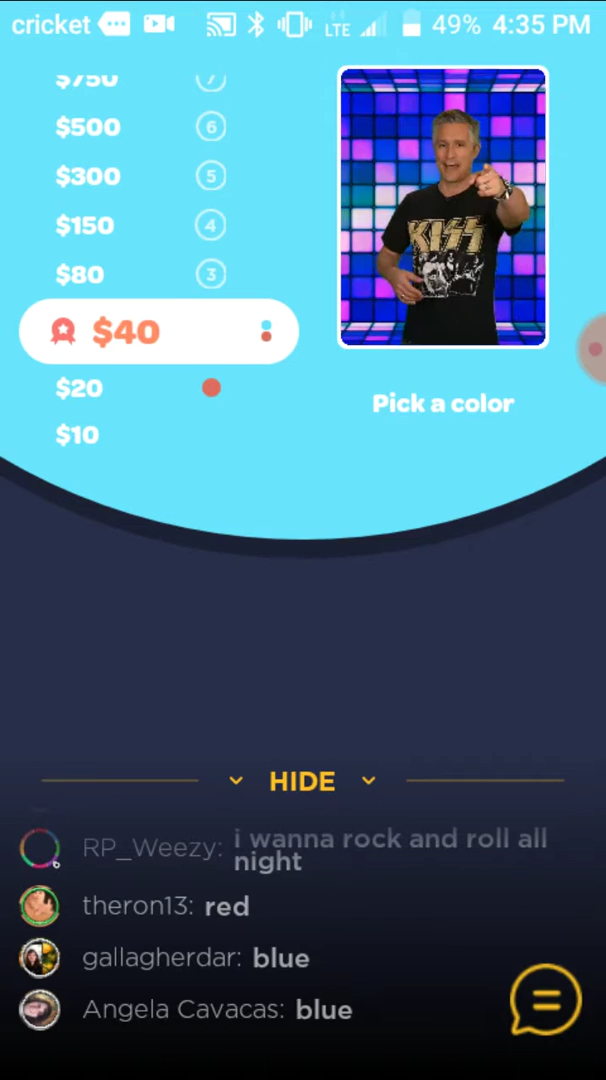 cricket LTE 49% 4:35 PM
$750 7
$500 6
$300 5
$150 4
$80 3
$40
$20
$10
KISS
Pick a color
HIDE
RP_Weezy: i wanna rock and roll all
night
theron13: red
gallagherdar: blue
Angela Cavacas: blue